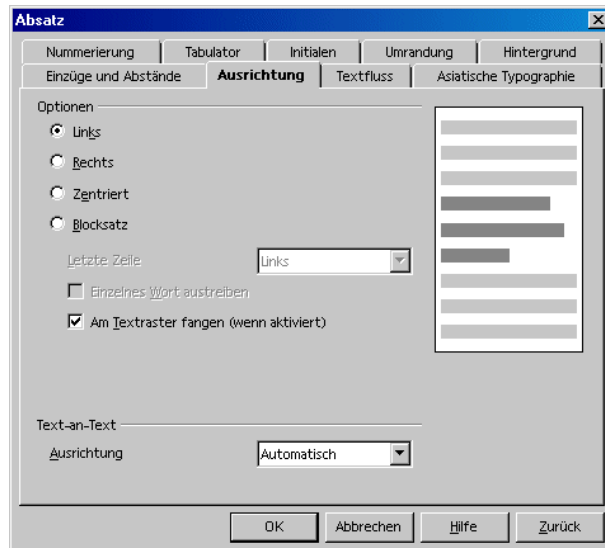 Absatz
Nummerierung Tabulator Initialen Umrandung Hintergrund
Einzüge und Abstände Ausrichtung Textfluss Asiatische Typographie
Optionen
Links
Rechts
Zentriert
Blocksatz
Letzte Zeile Links
Einzelnes Wort austreiben
Am Textraster fangen (wenn aktiviert)
Text-an-Text
Ausrichtung Automatisch
OK Abbrechen Hilfe Zurück